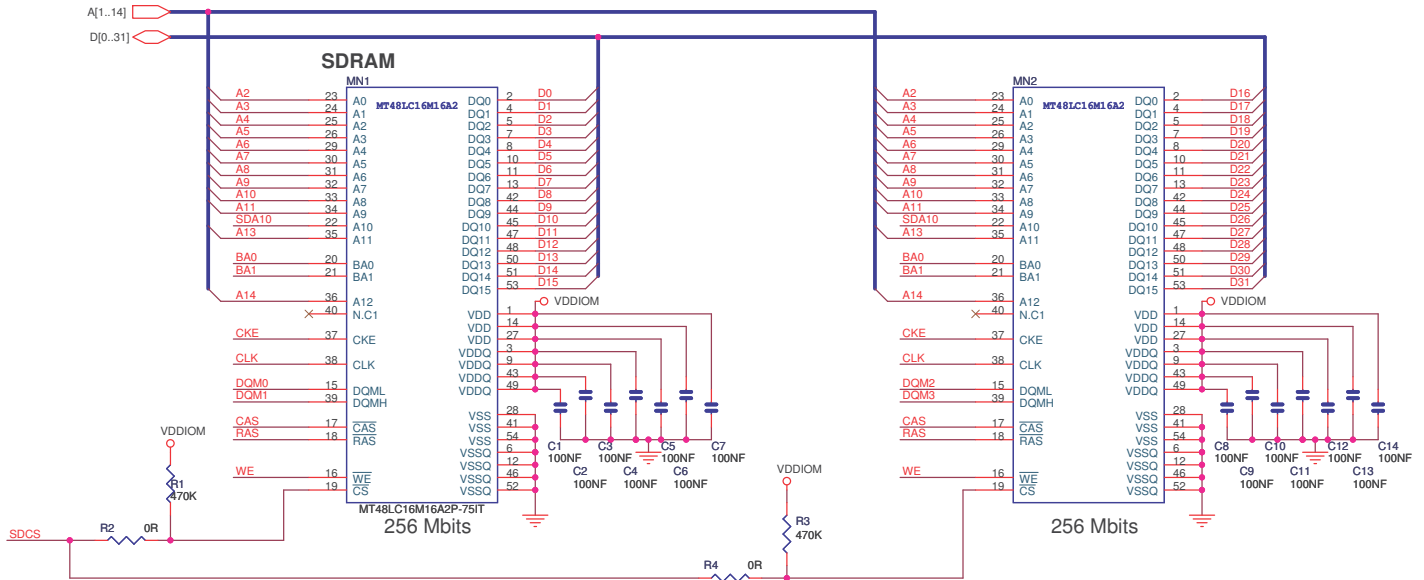 A[1..14]
D[0..31]
SDRAM
MN1
MT48LC16M16A2
A2 23 A0 DQ0 2 D0
A3 24 A1 DQ1 4 D1
A4 25 A2 DQ2 5 D2
A5 26 A3 DQ3 7 D3
A6 29 A4 DQ4 8 D4
A7 30 A5 DQ5 10 D5
A8 31 A6 DQ6 11 D6
A9 32 A7 DQ7 13 D7
A10 33 A8 DQ8 42 D8
A11 34 A9 DQ9 44 D9
SDA10 22 A10 DQ10 45 D10
A13 35 A11 DQ11 47 D11
DQ12 48 D12
BA0 20 BA0 DQ13 50 D13
BA1 21 BA1 DQ14 51 D14
DQ15 53 D15
A14 36 A12
VDDIOM
40 N.C1 VDD 1
VDD 14
CKE 37 CKE VDD 27
VDDQ 3
CLK 38 CLK VDDQ 9
VDDQ 43
DQM0 15 DQML VDDQ 49
DQM1 39 DQMH
VSS 28
CAS 17 CAS VSS 41
RAS 18 RAS VSS 54
VSSQ 6
VSSQ 12
WE 16 WE VSSQ 46
19 CS VSSQ 52
MT48LC16M16A2P-75IT
256 Mbits
C1 C3 C5 C7
100NF 100NF 100NF 100NF
C2 C4 C6
100NF 100NF 100NF
VDDIOM
R1
470K
R2 0R
SDCS
VDDIOM
R3
470K
R4 0R
MN2
MT48LC16M16A2
A2 23 A0 DQ0 2 D16
A3 24 A1 DQ1 4 D17
A4 25 A2 DQ2 5 D18
A5 26 A3 DQ3 7 D19
A6 29 A4 DQ4 8 D20
A7 30 A5 DQ5 10 D21
A8 31 A6 DQ6 11 D22
A9 32 A7 DQ7 13 D23
A10 33 A8 DQ8 42 D24
A11 34 A9 DQ9 44 D25
SDA10 22 A10 DQ10 45 D26
A13 35 A11 DQ11 47 D27
DQ12 48 D28
BA0 20 BA0 DQ13 50 D29
BA1 21 BA1 DQ14 51 D30
DQ15 53 D31
A14 36 A12
VDDIOM
40 N.C1 VDD 1
VDD 14
CKE 37 CKE VDD 27
VDDQ 3
CLK 38 CLK VDDQ 9
VDDQ 43
DQM2 15 DQML VDDQ 49
DQM3 39 DQMH
VSS 28
CAS 17 CAS VSS 41
RAS 18 RAS VSS 54
VSSQ 6
VSSQ 12
WE 16 WE VSSQ 46
19 CS VSSQ 52
256 Mbits
C8 C10 C12 C14
100NF 100NF 100NF 100NF
C9 C11 C13
100NF 100NF 100NF